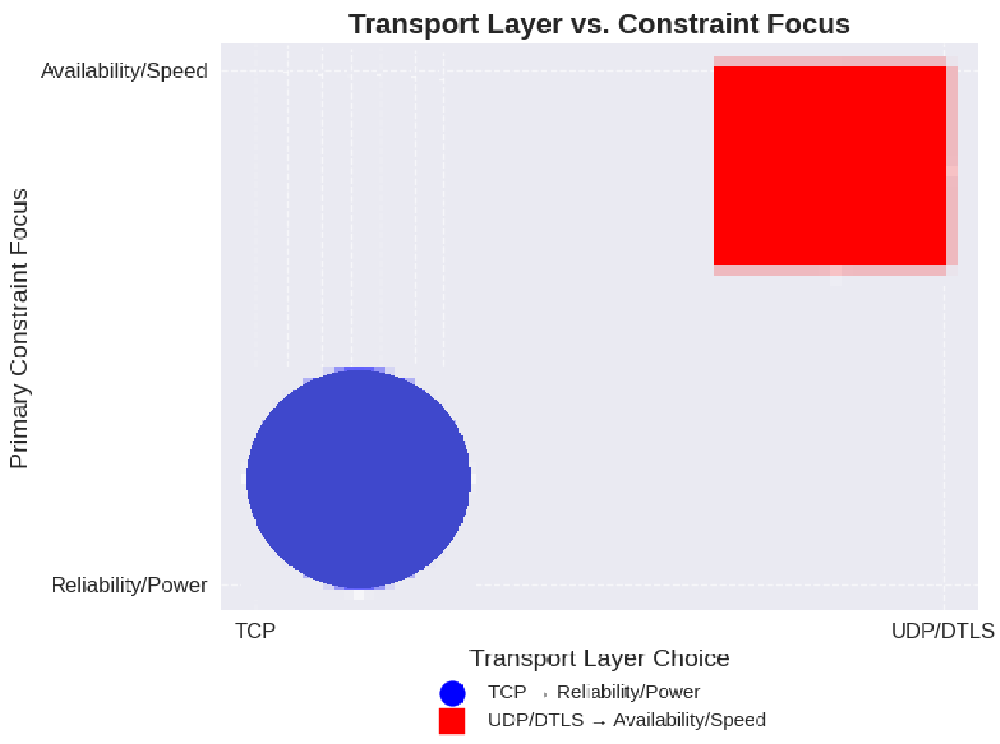 Transport Layer vs. Constraint Focus
Availability/Speed
Primary Constraint Focus
Reliability/Power
TCP
UDP/DTLS
Transport Layer Choice
TCP → Reliability/Power
UDP/DTLS → Availability/Speed